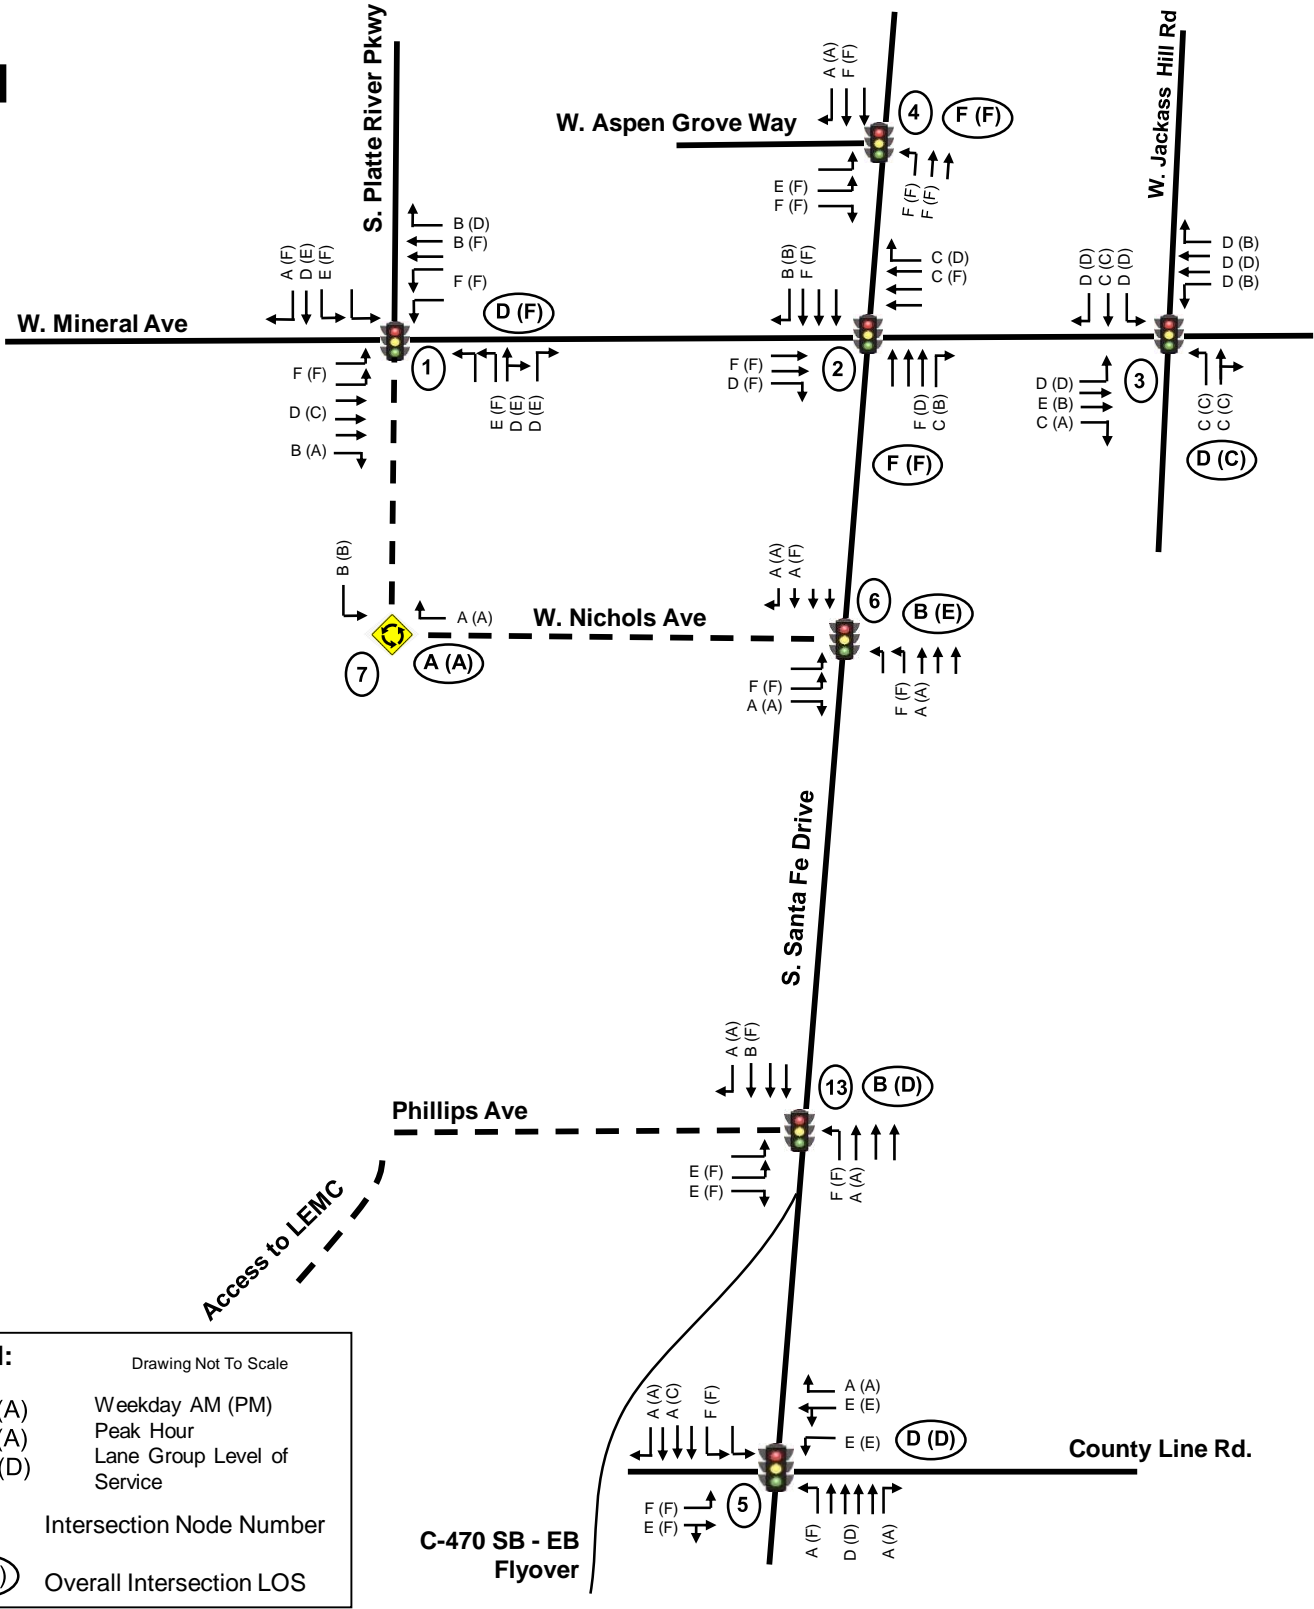 S. Platte River Pkwy
W. Jackass Hill Rd
A (A)
F (F)
4
F (F)
W. Aspen Grove Way
E (F)
F (F)
F (F)
F (F)
B (D)
B (F)
F (F)
A (F)
D (E)
E (F)
D (F)
B (B)
F (F)
C (D)
C (F)
D (D)
C (C)
D (D)
D (B)
D (D)
D (B)
W. Mineral Ave
1
F (F)
D (C)
B (A)
E (F)
D (E)
D (E)
F (F)
D (F)
2
F (D)
C (B)
F (F)
D (D)
E (B)
C (A)
3
C (C)
C (C)
D (C)
B (B)
A (A)
W. Nichols Ave
7
A (A)
A (A)
A (F)
6
B (E)
F (F)
A (A)
F (F)
A (A)
S. Santa Fe Drive
A (A)
B (F)
13
B (D)
Phillips Ave
E (F)
E (F)
F (F)
A (A)
Access to LEMC
A (A)
A (C)
F (F)
A (A)
E (E)
E (E)
D (D)
County Line Rd.
F (F)
E (F)
5
A (F)
D (D)
A (A)
C-470 SB - EB
Flyover
Drawing Not To Scale
(A)
(A)
(D)
Weekday AM (PM)
Peak Hour
Lane Group Level of
Service
Intersection Node Number
Overall Intersection LOS